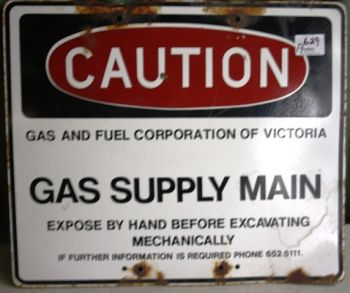 CAUTION
GAS AND FUEL CORPORATION OF VICTORIA
GAS SUPPLY MAIN
EXPOSE BY HAND BEFORE EXCAVATING
MECHANICALLY
IF FURTHER INFORMATION IS REQUIRED PHONE 652 5111.